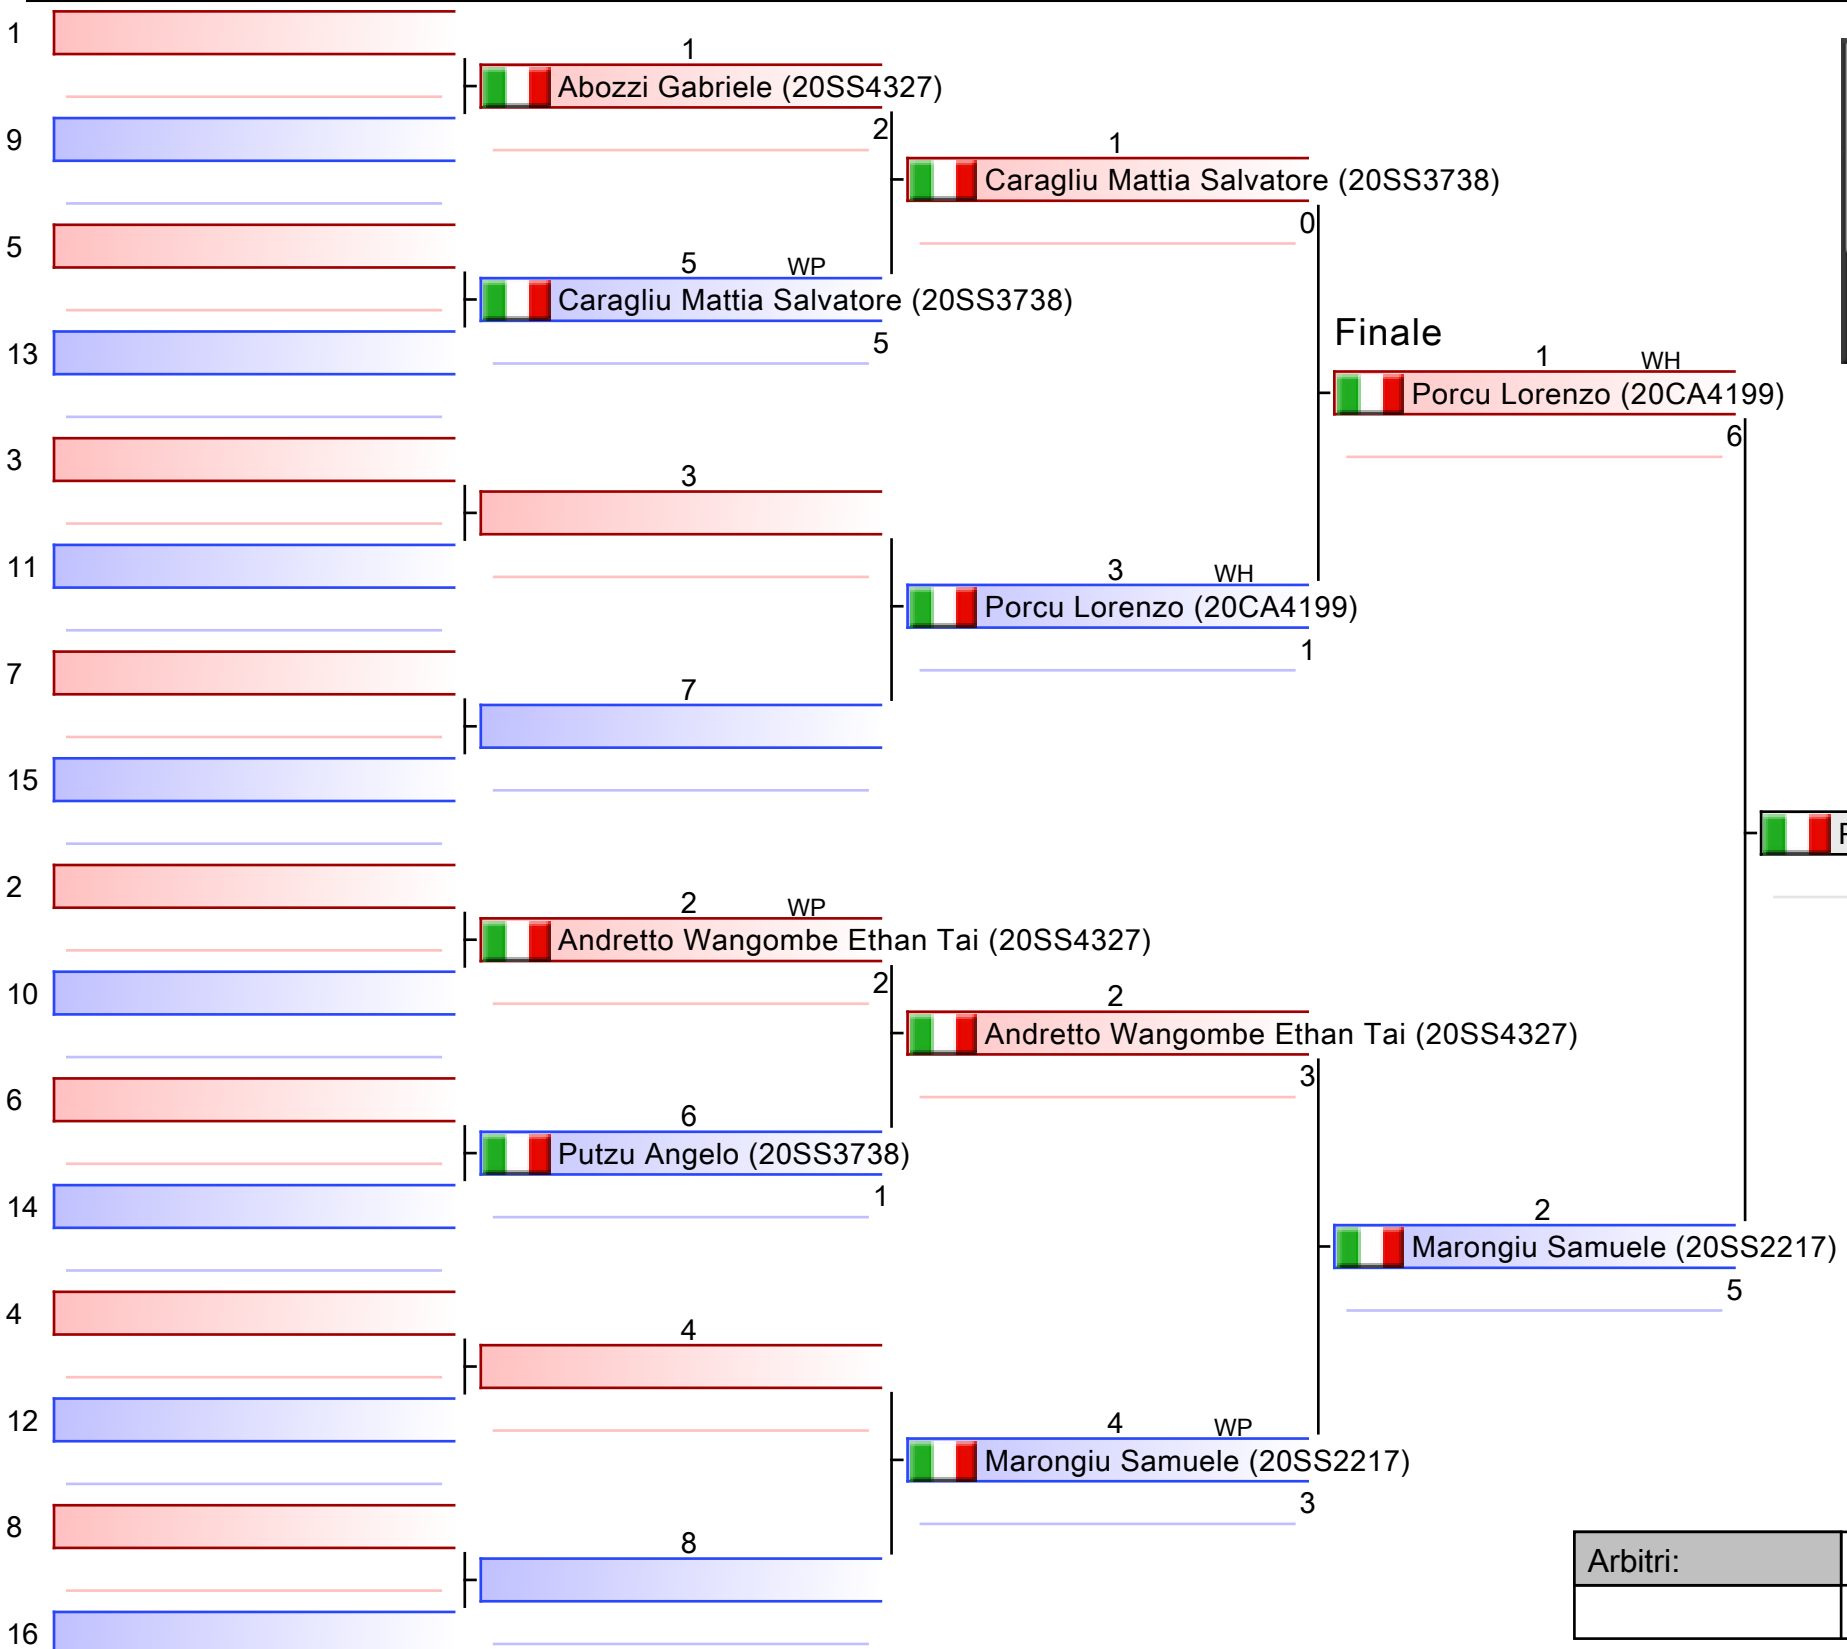 1
1
Abozzi Gabriele (20SS4327)
2
9
1
Caragliu Mattia Salvatore (20SS3738)
0
5
5 WP
Caragliu Mattia Salvatore (20SS3738)
5
13
Finale
1 WH
Porcu Lorenzo (20CA4199)
6
3
3
11
3 WH
Porcu Lorenzo (20CA4199)
1
7
7
15
2
2 WP
Andretto Wangombe Ethan Tai (20SS4327)
2
10
2
Andretto Wangombe Ethan Tai (20SS4327)
3
6
6
Putzu Angelo (20SS3738)
1
14
2
Marongiu Samuele (20SS2217)
5
4
4
12
4 WP
Marongiu Samuele (20SS2217)
3
8
8
16
Arbitri: